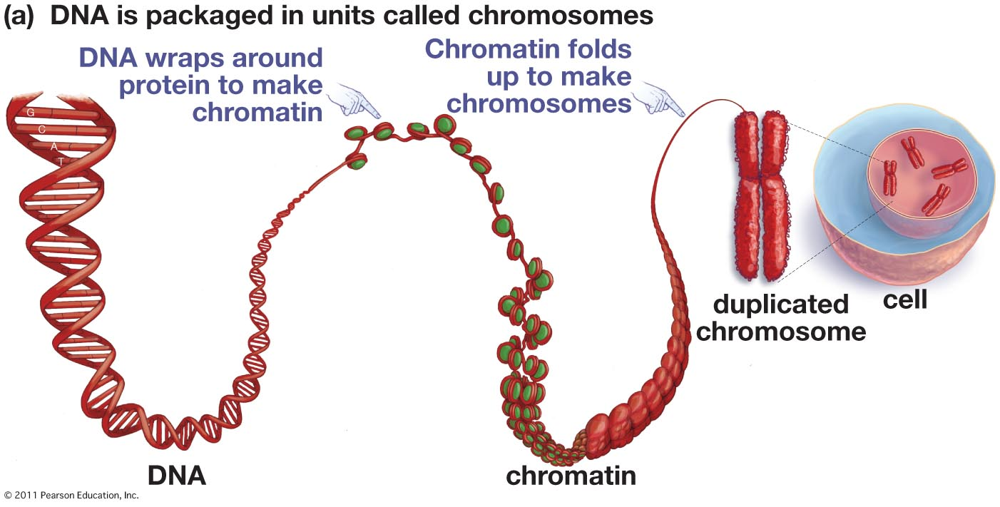 (a) DNA is packaged in units called chromosomes
DNA wraps around
protein to make
chromatin
Chromatin folds
up to make
chromosomes
G
C
A
T
duplicated
chromosome
cell
DNA
chromatin
© 2011 Pearson Education, Inc.